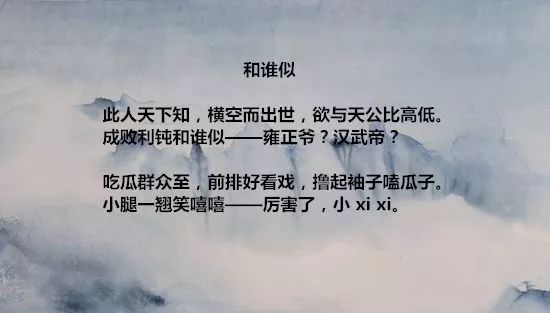 和谁似
此人天下知，横空而出世，欲与天公比高低。
成败利钝和谁似——雍正爷？汉武帝？
吃瓜群众至，前排好看戏，撸起袖子嗑瓜子。
小腿一翘笑嘻嘻——厉害了，小 xi xi。